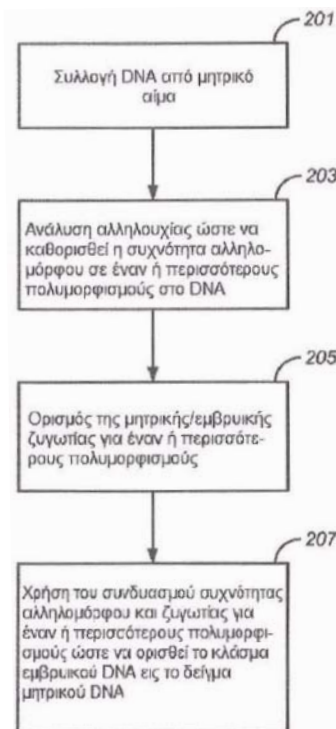 201
Συλλογή DNA από μητρικό
αίμα
203
Ανάλυση αλληλουχίας ώστε να
καθορισθεί η συχνότητα αλληλο-
μόρφου σε έναν ή περισσότερους
πολυμορφισμούς στο DNA
205
Ορισμός της μητρικής/εμβρυικής
ζυγωτίας για έναν ή περισσότε-
ρους πολυμορφισμούς
207
Χρήση του συνδυασμού συχνότητας
αλληλομόρφου και ζυγωτίας για
έναν ή περισσότερους πολυμορφι-
σμούς ώστε να ορισθεί το κλάσμα
εμβρυικού DNA εις το δείγμα
μητρικού DNA